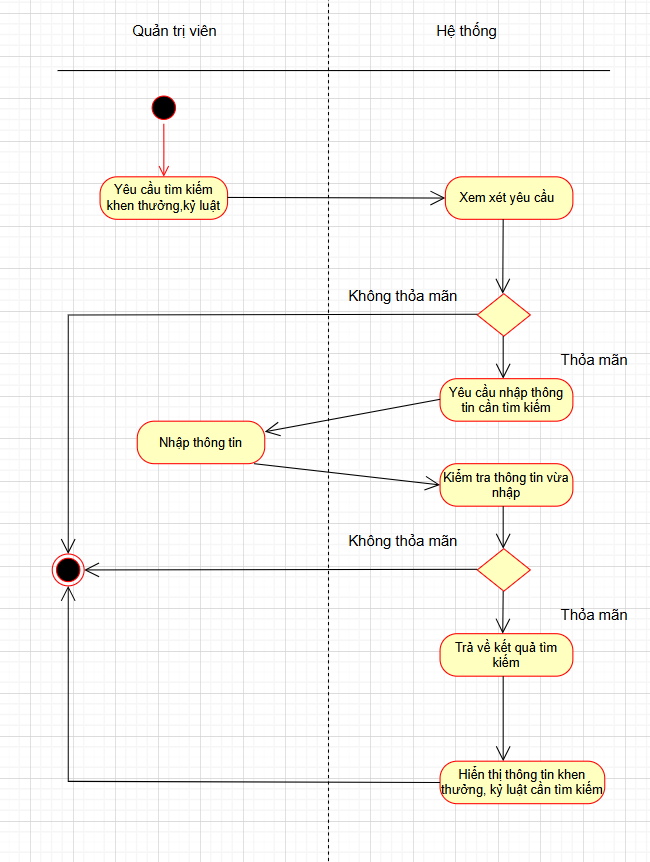 Quản trị viên
Hệ thống
Yêu cầu tìm kiếm
khen thưởng,kỷ luật
Xem xét yêu cầu
Không thỏa mãn
Thỏa mãn
Yêu cầu nhập thông
tin cần tìm kiếm
Nhập thông tin
Kiểm tra thông tin vừa
nhập
Không thỏa mãn
Thỏa mãn
Trả về kết quả tìm
kiếm
Hiển thị thông tin khen
thưởng, kỷ luật cần tìm kiếm